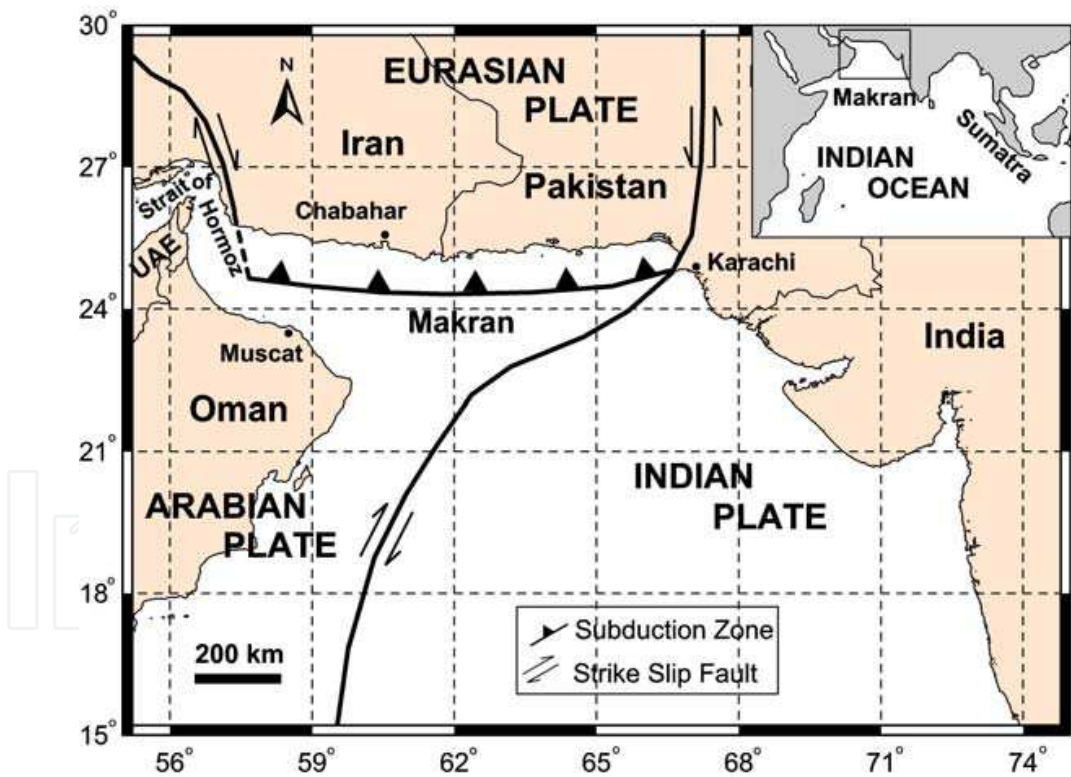 30°
27°
24°
21°
18°
15°
56°
59°
62°
65°
68°
71°
74°
N
EURASIAN
PLATE
Iran
Pakistan
Strait of
Hormoz
UAE
Chabahar
Karachi
Makran
Muscat
Oman
India
ARABIAN
PLATE
INDIAN
PLATE
200 km
Subduction Zone
Strike Slip Fault
Makran
Sumatra
INDIAN
OCEAN